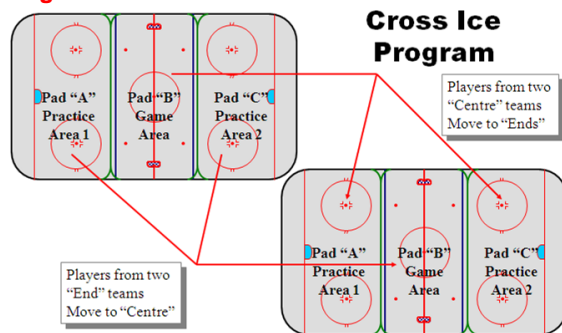 Cross Ice
Program
Pad “A”
Practice
Area 1
Pad “B”
Game
Area
Pad “C”
Practice
Area 2
Players from two
“Centre” teams
Move to “Ends”
Pad “A”
Practice
Area 1
Pad “B”
Game
Area
Pad “C”
Practice
Area 2
Players from two
“End” teams
Move to “Centre”